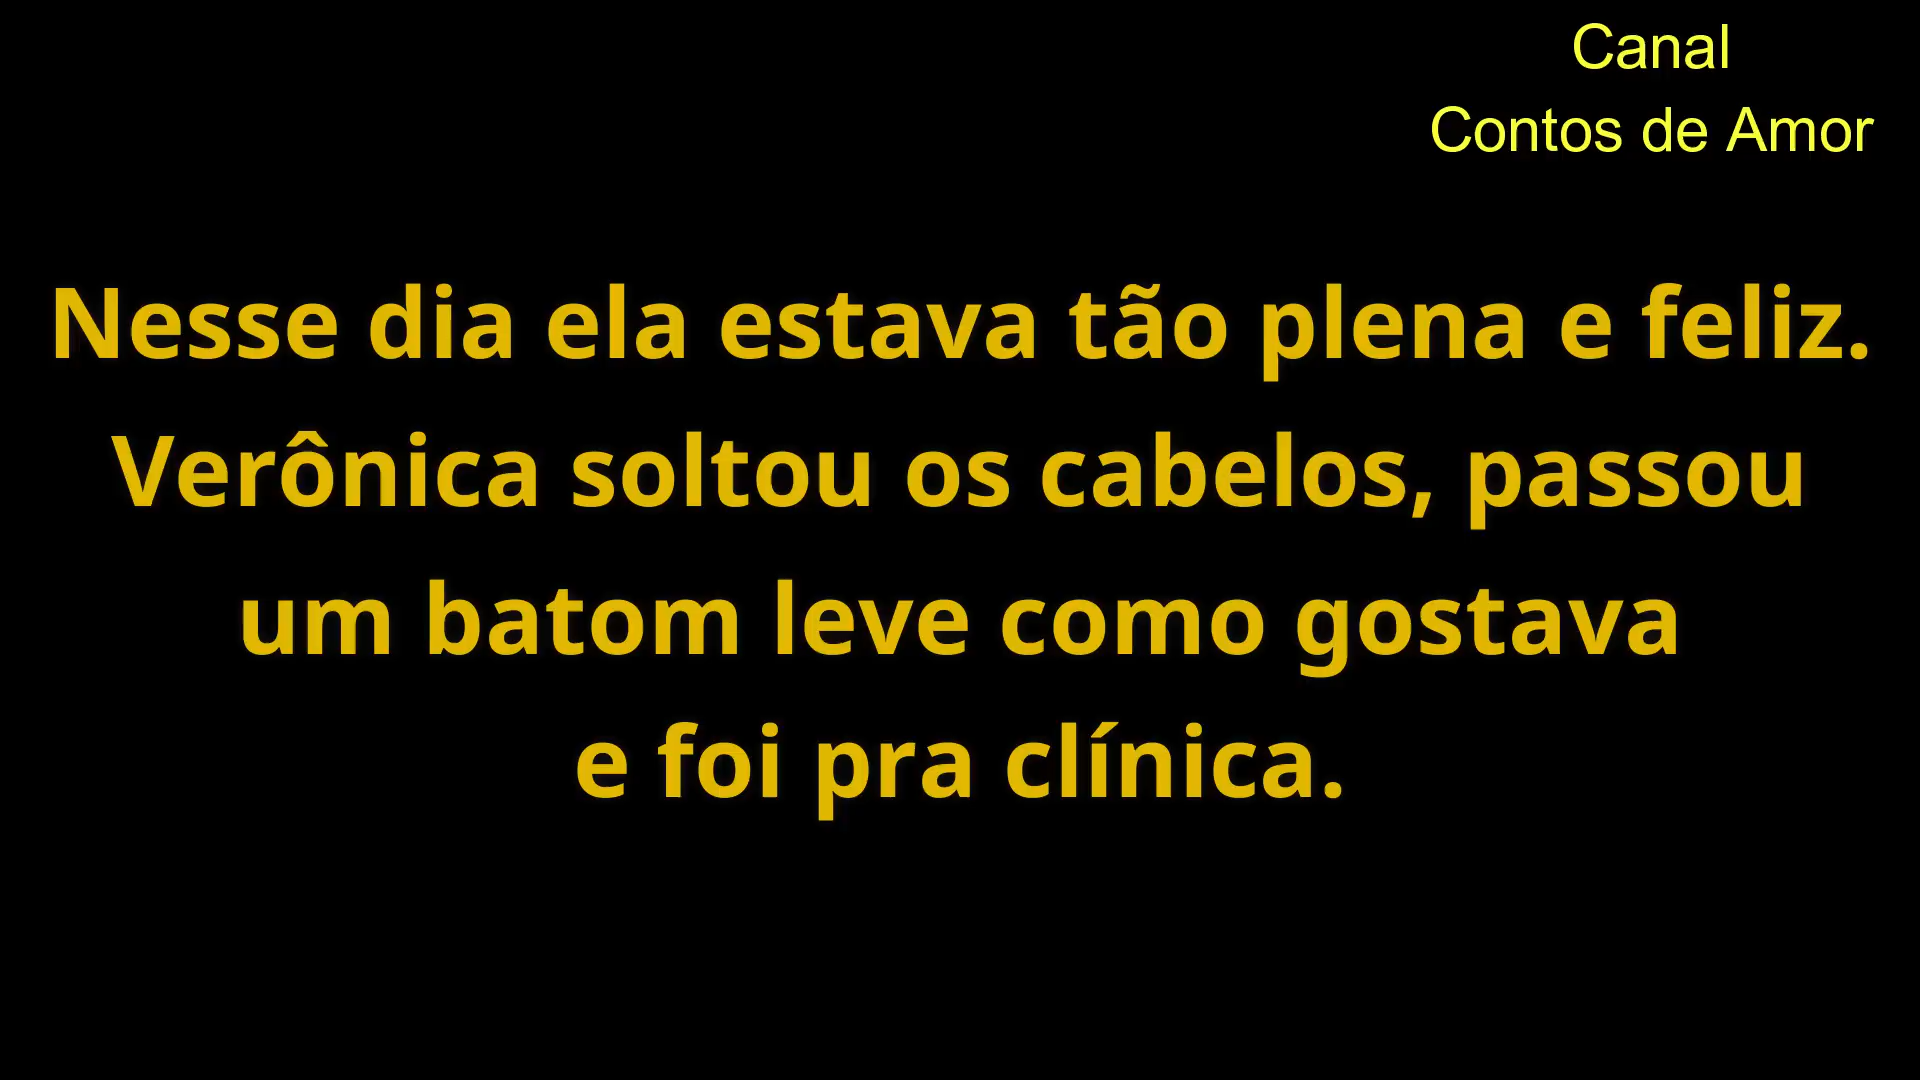 Canal
Contos de Amor
Nesse dia ela estava tão plena e feliz.
Verônica soltou os cabelos, passou
um batom leve como gostava
e foi pra clínica.